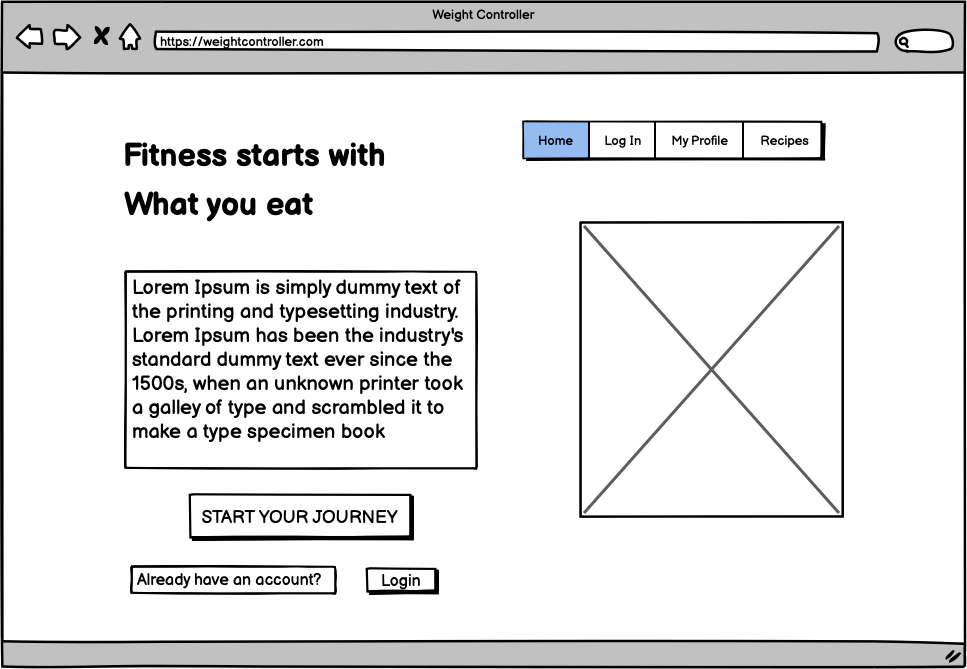 Weight Controller
https://weightcontroller.com
Home Log In My Profile Recipes
Fitness starts with
What you eat
Lorem Ipsum is simply dummy text of
the printing and typesetting industry.
Lorem Ipsum has been the industry's
standard dummy text ever since the
1500s, when an unknown printer took
a galley of type and scrambled it to
make a type specimen book
START YOUR JOURNEY
Already have an account? Login